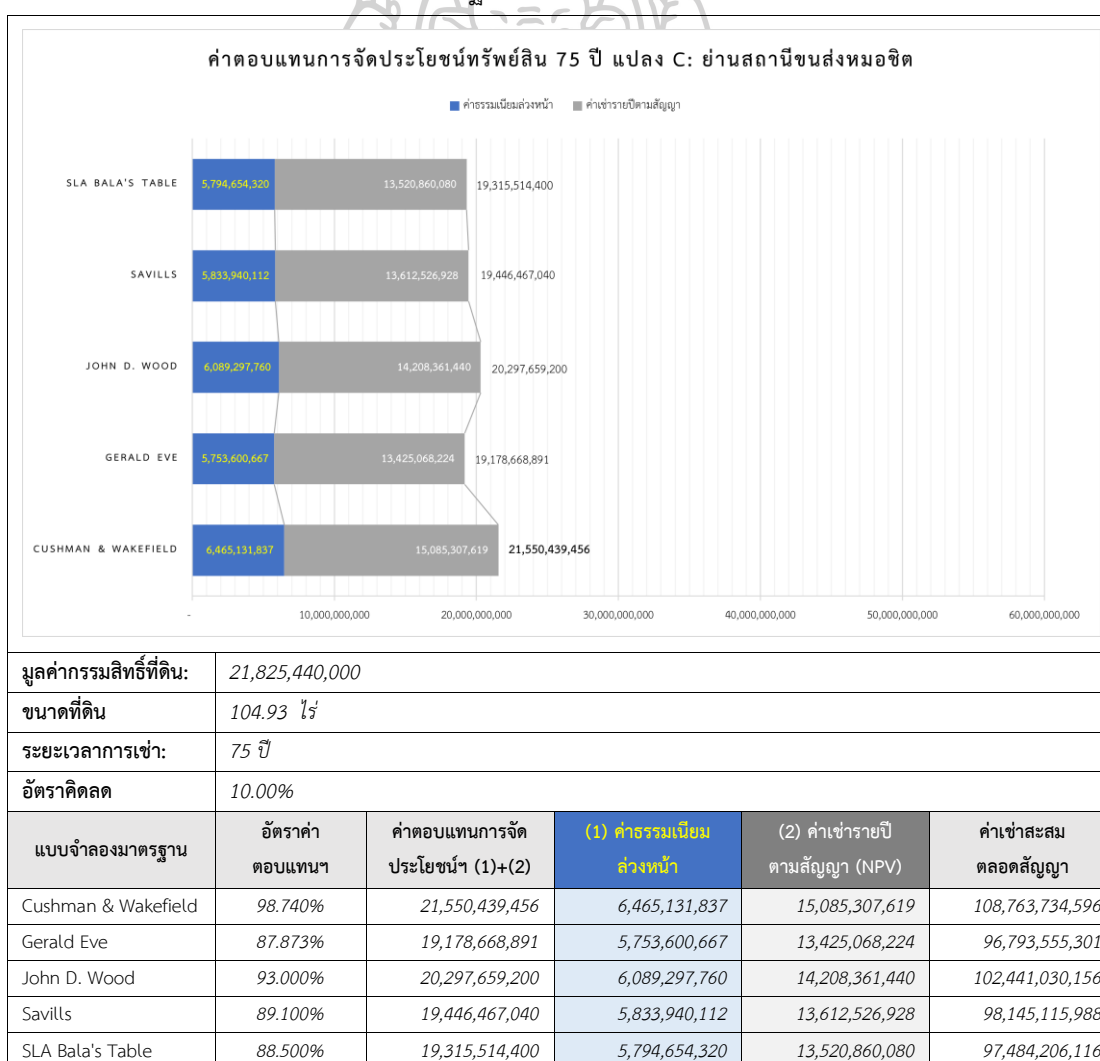 ค่าตอบแทนการจัดประโยชน์ทรัพย์สิน 75 ปี แปลง C: ย่านสถานีขนส่งหมอชิต
ค่าธรรมเนียมล่วงหน้า ค่าเช่ารายปีตามสัญญา
SLA BALA'S TABLE 5,794,654,320 13,520,860,080 19,315,514,400
SAVILLS 5,833,940,112 13,612,526,928 19,446,467,040
JOHN D. WOOD 6,089,297,760 14,208,361,440 20,297,659,200
GERALD EVE 5,753,600,667 13,425,068,224 19,178,668,891
CUSHMAN & WAKEFIELD 6,465,131,837 15,085,307,619 21,550,439,456
- 10,000,000,000 20,000,000,000 30,000,000,000 40,000,000,000 50,000,000,000 60,000,000,000
มูลค่ากรรมสิทธิ์ที่ดิน: 21,825,440,000
ขนาดที่ดิน 104.93 ไร่
ระยะเวลาการเช่า: 75 ปี
อัตราคิดลด 10.00%
แบบจำลองมาตรฐาน อัตราค่า ค่าตอบแทนการจัด (1) ค่าธรรมเนียม (2) ค่าเช่ารายปี ค่าเช่าสะสม
ตอบแทนฯ ประโยชน์ฯ (1)+(2) ล่วงหน้า ตามสัญญา (NPV) ตลอดสัญญา
Cushman & Wakefield 98.740% 21,550,439,456 6,465,131,837 15,085,307,619 108,763,734,596
Gerald Eve 87.873% 19,178,668,891 5,753,600,667 13,425,068,224 96,793,555,301
John D. Wood 93.000% 20,297,659,200 6,089,297,760 14,208,361,440 102,441,030,156
Savills 89.100% 19,446,467,040 5,833,940,112 13,612,526,928 98,145,115,988
SLA Bala's Table 88.500% 19,315,514,400 5,794,654,320 13,520,860,080 97,484,206,116